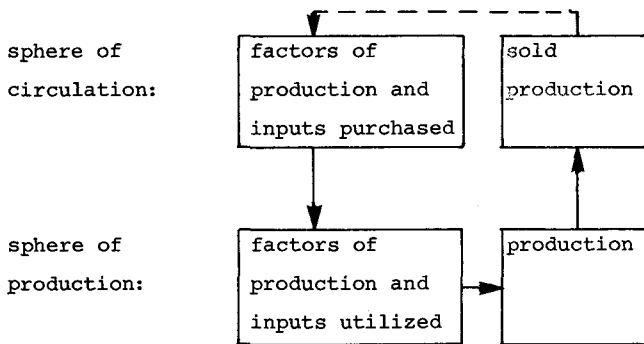 sphere of
circulation:
factors of
production and
inputs purchased
sold
production
sphere of
production:
factors of
production and
inputs utilized
production